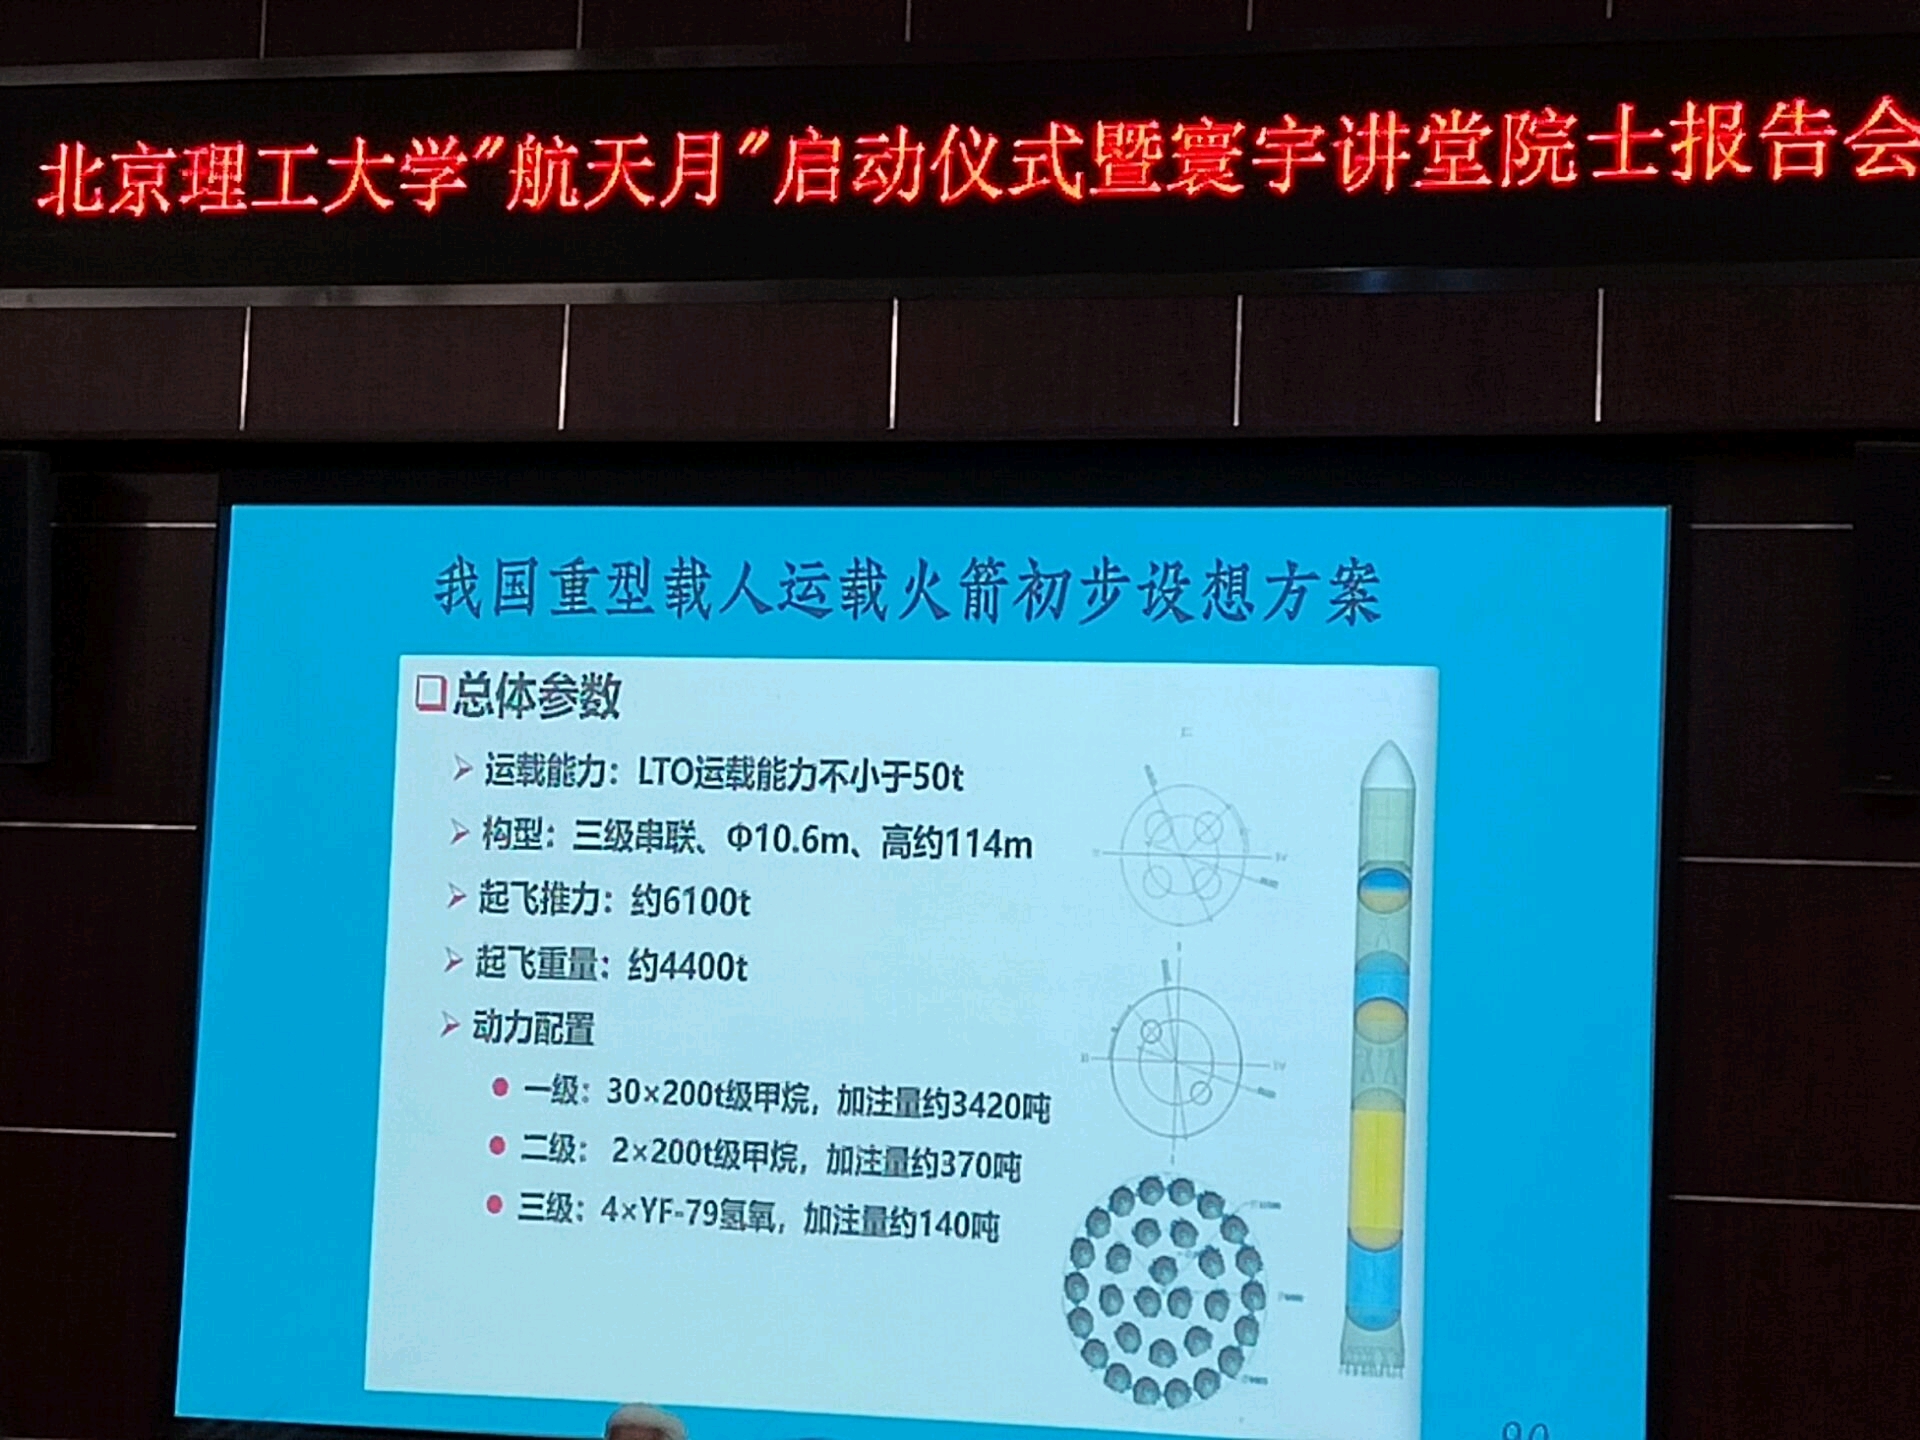 北京理工大学"航天月"启动仪式暨寰宇讲堂院士报告会
我国重型载人运载火箭初步设想方案
总体参数
运载能力：LTO运载能力不小于50t
构型：三级串联、Φ10.6m、高约114m
起飞推力：约6100t
起飞重量：约4400t
动力配置
一级：30×200t级甲烷，加注量约3420吨
二级： 2×200t级甲烷，加注量约370吨
三级：4×YF-79氢氧，加注量约140吨